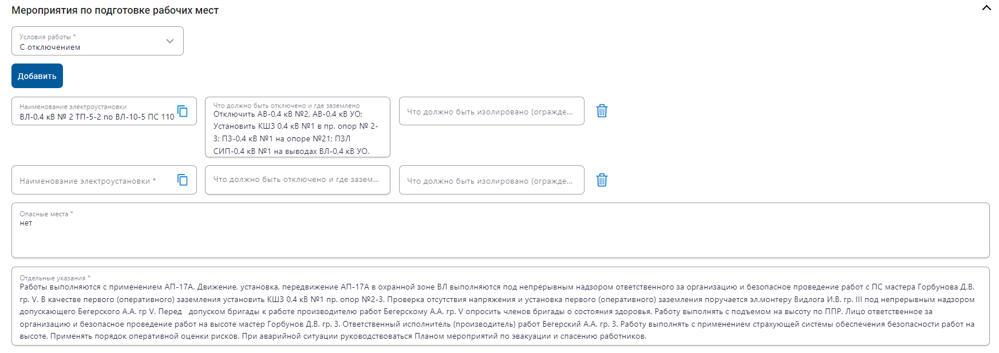 Мероприятия по подготовке рабочих мест
Условия работы *
С отключением
Добавить
Наименование электроустановки
ВЛ-0,4 кВ № 2 ТП-5-2 по ВЛ-10-5 ПС 110
Что должно быть отключено и где заземлено
Отключить АВ-0,4 кВ №2, АВ-0,4 кВ УО;
Установить КШЗ 0,4 кВ №1 в пр. опор № 2-
3; ПЗ-0,4 кВ №1 на опоре №21; ПЗЛ
СИП-0,4 кВ №1 на выводах ВЛ-0,4 кВ УО.
Что должно быть изолировано (огражде...
Наименование электроустановки *
Что должно быть отключено и где зазем...
Что должно быть изолировано (огражде...
Опасные места *
нет
Отдельные указания *
Работы выполняются с применением АП-17А. Движение, установка, передвижение АП-17А в охранной зоне ВЛ выполняются под непрерывным надзором ответственного за организацию и безопасное проведение работ с ПС мастера Горбунова Д.В.
гр. V. В качестве первого (оперативного) заземления установить КШЗ 0,4 кВ №1 пр. опор №2-3. Проверка отсутствия напряжения и установка первого (оперативного) заземления поручается эл.монтеру Видлога И.В. гр. III под непрерывным надзором
допускающего Бегерского А.А. гр V. Перед допуском бригады к работе производителю работ Бегерскому А.А. гр. V опросить членов бригады о состояния здоровья. Работу выполнять с подъемом на высоту по ППР. Лицо ответственное за
организацию и безопасное проведение работ на высоте мастер Горбунов Д.В. гр. 3. Ответственный исполнитель (производитель) работ Бегерский А.А. гр. 3. Работу выполнять с применением страхующей системы обеспечения безопасности работ на
высоте. Применять порядок оперативной оценки рисков. При аварийной ситуации руководствоваться Планом мероприятий по эвакуации и спасению работников.